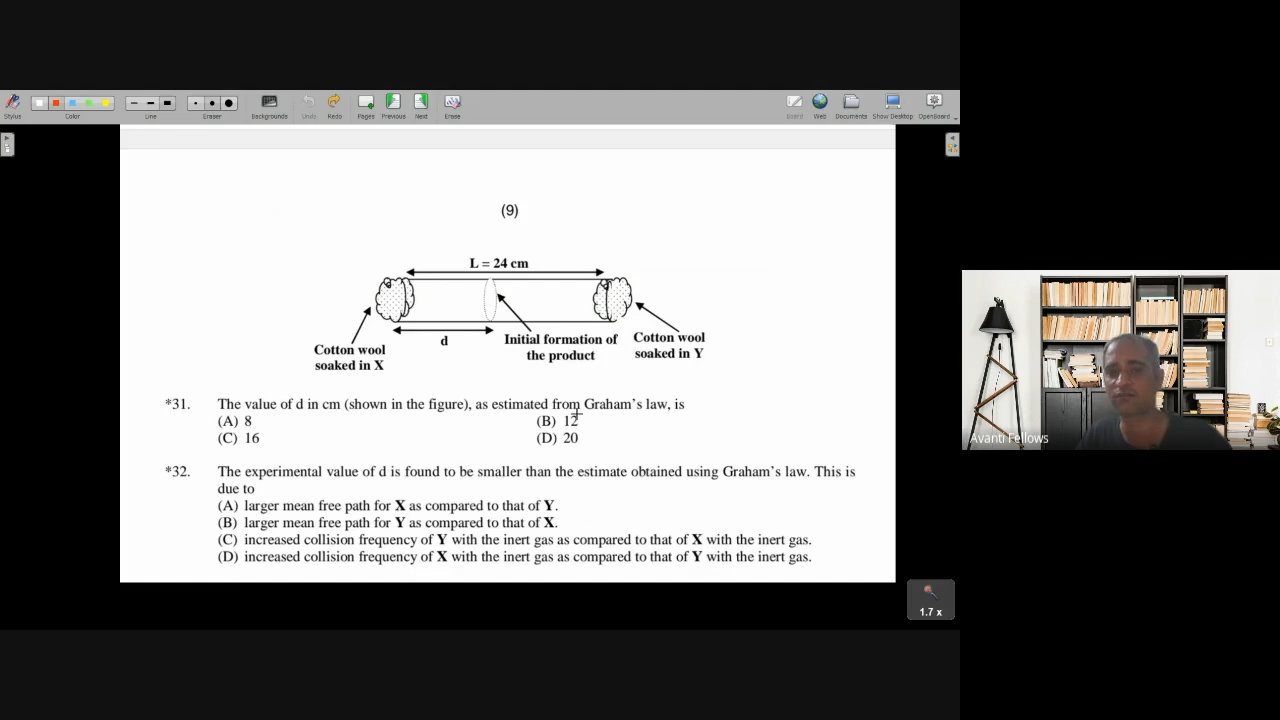 Stylus Color Line Eraser Backgrounds Undo Redo Pages Previous Next Erase Board Web Documents Show Desktop OpenBoard
(9)
L = 24 cm
d
Initial formation of
the product
Cotton wool
soaked in X
Cotton wool
soaked in Y
*31. The value of d in cm (shown in the figure), as estimated from Graham's law, is
(A) 8 (B) 12
(C) 16 (D) 20
*32. The experimental value of d is found to be smaller than the estimate obtained using Graham's law. This is
due to
(A) larger mean free path for X as compared to that of Y.
(B) larger mean free path for Y as compared to that of X.
(C) increased collision frequency of Y with the inert gas as compared to that of X with the inert gas.
(D) increased collision frequency of X with the inert gas as compared to that of Y with the inert gas.
1.7 x
Avanti Fellows